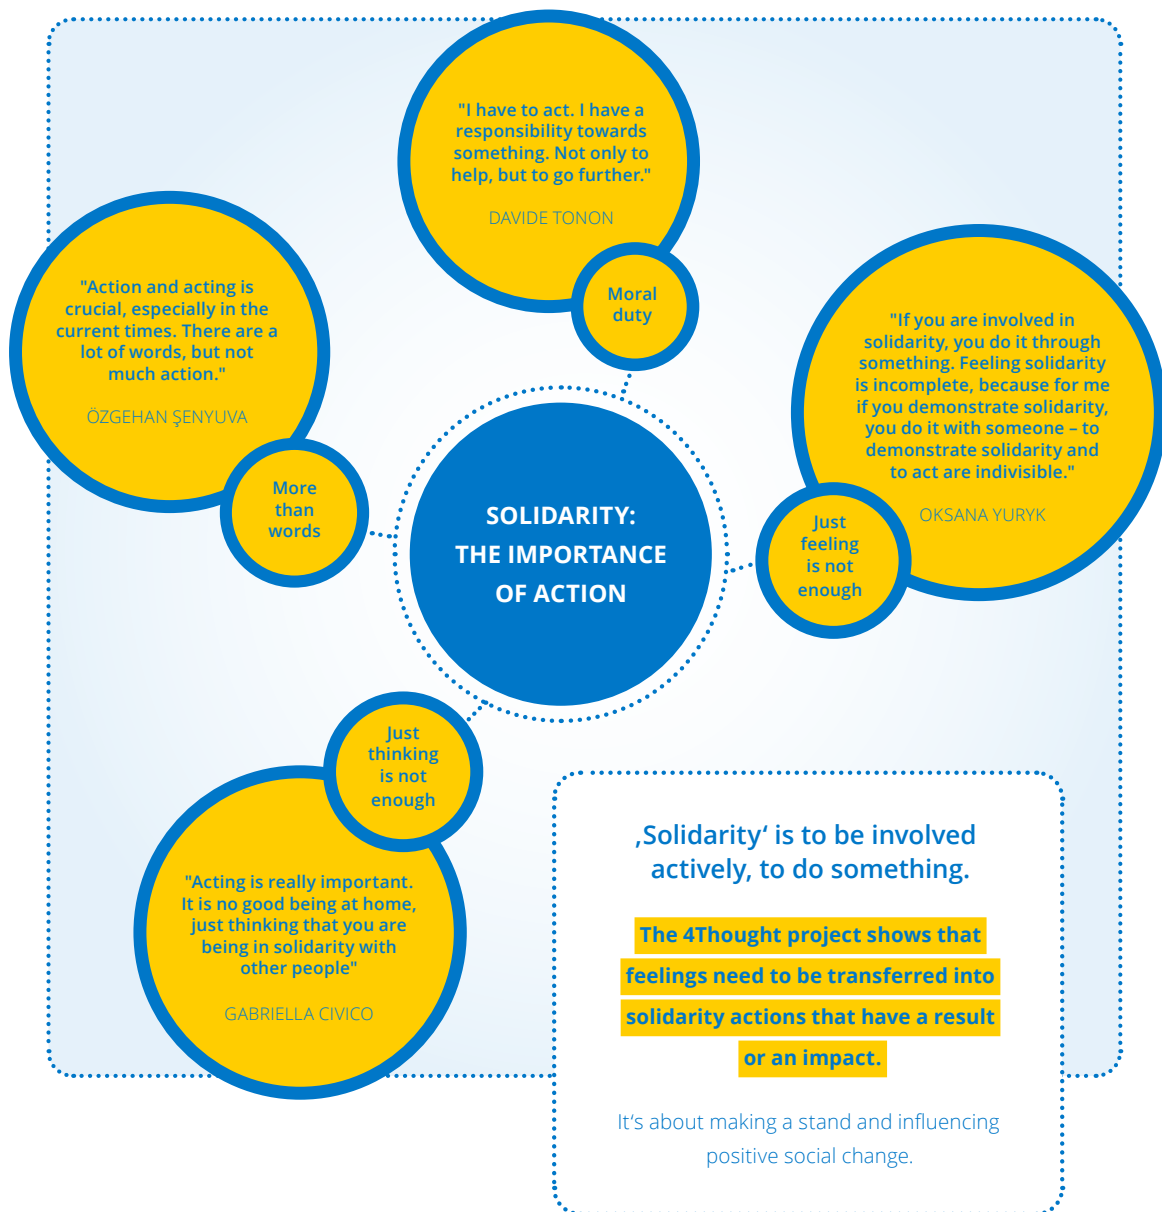 "I have to act. I have a
responsibility towards
something. Not only to
help, but to go further."
DAVIDE TONON
Moral
duty
"Action and acting is
crucial, especially in the
current times. There are a
lot of words, but not
much action."
ÖZGEHAN ŞENYUVA
More
than
words
"If you are involved in
solidarity, you do it through
something. Feeling solidarity
is incomplete, because for me
if you demonstrate solidarity,
you do it with someone – to
demonstrate solidarity and
to act are indivisible."
OKSANA YURYK
Just
feeling
is not
enough
SOLIDARITY:
THE IMPORTANCE
OF ACTION
Just
thinking
is not
enough
"Acting is really important.
It is no good being at home,
just thinking that you are
being in solidarity with
other people"
GABRIELLA CIVICO
‚Solidarity‘ is to be involved
actively, to do something.
The 4Thought project shows that
feelings need to be transferred into
solidarity actions that have a result
or an impact.
It‘s about making a stand and influencing
positive social change.